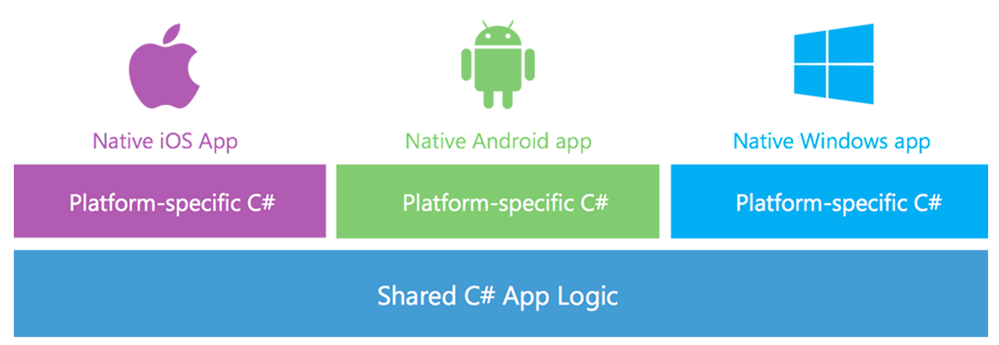 Native iOS App
Native Android app
Native Windows app
Platform-specific C#
Platform-specific C#
Platform-specific C#
Shared C# App Logic